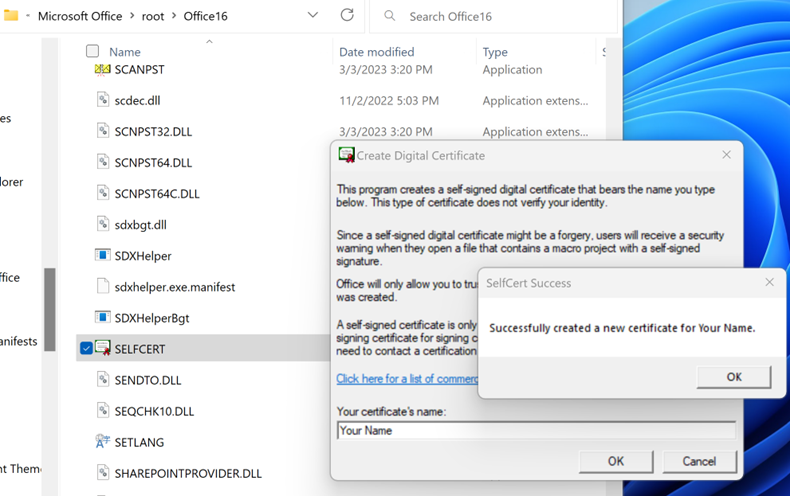 Microsoft Office › root › Office16
Search Office16
Name Date modified Type
SCANPST 3/3/2023 3:20 PM Application
scdec.dll 11/2/2022 5:03 PM Application extens...
SCNPST32.DLL 3/3/2023 3:20 PM Application extens...
SCNPST64.DLL
SCNPST64C.DLL
sdxbgt.dll
SDXHelper
sdxhelper.exe.manifest
SDXHelperBgt
SELFCERT
SENDTO.DLL
SEQCHK10.DLL
SETLANG
SHAREPOINTPROVIDER.DLL
es
lorer
ffice
anifests
nt Theme
Create Digital Certificate
This program creates a self-signed digital certificate that bears the name you type
below. This type of certificate does not verify your identity.
Since a self-signed digital certificate might be a forgery, users will receive a security
warning when they open a file that contains a macro project with a self-signed
signature.
Office will only allow you to tru
was created.
A self-signed certificate is only
signing certificate for signing c
need to contact a certification
Click here for a list of commerc
Your certificate's name:
Your Name
OK Cancel
SelfCert Success
Successfully created a new certificate for Your Name.
OK